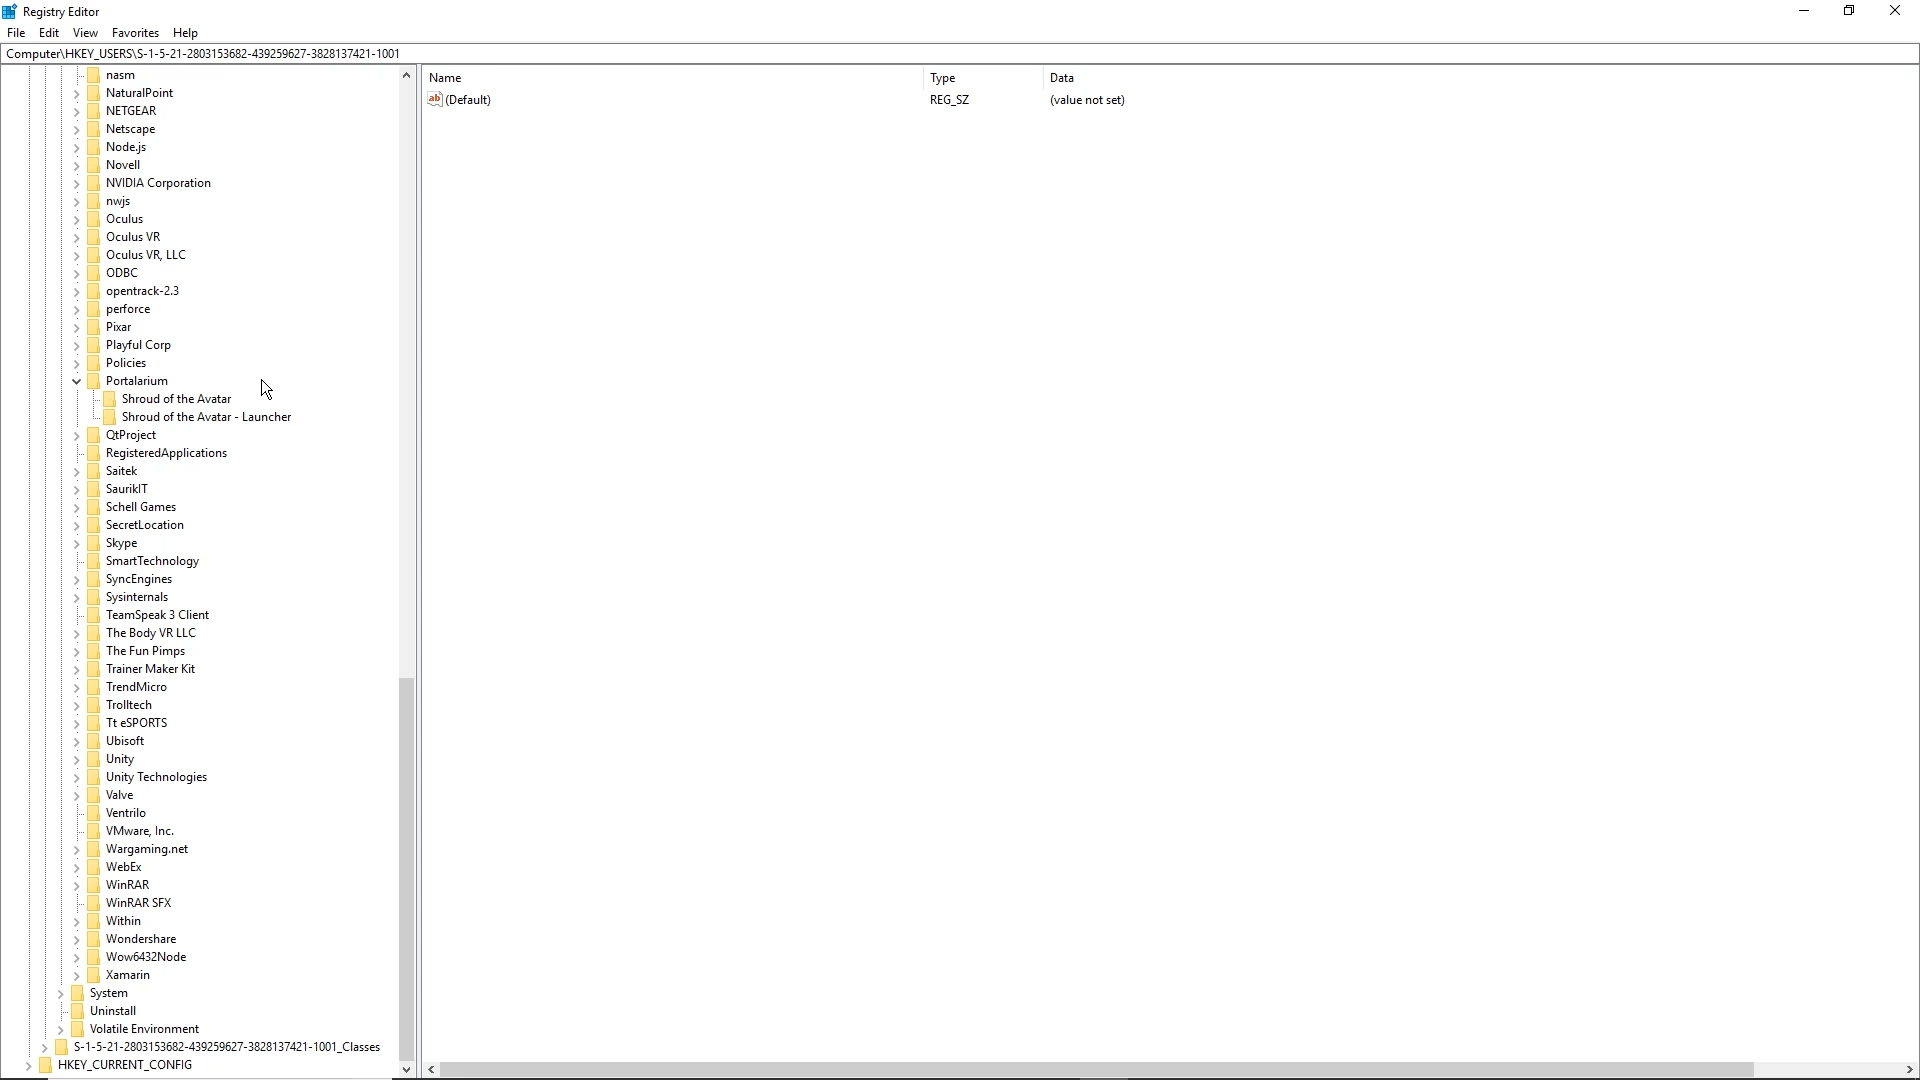 Registry Editor
File Edit View Favorites Help
Computer\HKEY_USERS\S-1-5-21-2803153682-439259627-3828137421-1001
Name Type Data
ab (Default) REG_SZ (value not set)
nasm
NaturalPoint
NETGEAR
Netscape
Node.js
Novell
NVIDIA Corporation
nwjs
Oculus
Oculus VR
Oculus VR, LLC
ODBC
opentrack-2.3
perforce
Pixar
Playful Corp
Policies
Portalarium
Shroud of the Avatar
Shroud of the Avatar - Launcher
QtProject
RegisteredApplications
Saitek
SaurikIT
Schell Games
SecretLocation
Skype
SmartTechnology
SyncEngines
Sysinternals
TeamSpeak 3 Client
The Body VR LLC
The Fun Pimps
Trainer Maker Kit
TrendMicro
Trolltech
Tt eSPORTS
Ubisoft
Unity
Unity Technologies
Valve
Ventrilo
VMware, Inc.
Wargaming.net
WebEx
WinRAR
WinRAR SFX
Within
Wondershare
Wow6432Node
Xamarin
System
Uninstall
Volatile Environment
S-1-5-21-2803153682-439259627-3828137421-1001_Classes
HKEY_CURRENT_CONFIG